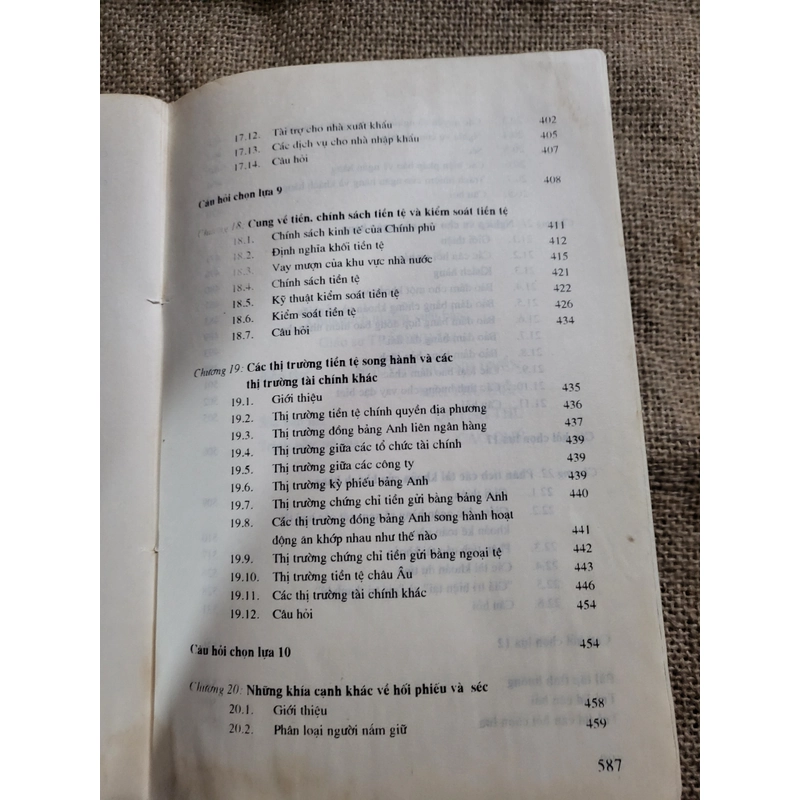 17.12. Tài trợ cho nhà xuất khẩu 402
17.13. Các dịch vụ cho nhà nhập khẩu 405
17.14. Câu hỏi 407
Câu hỏi chọn lựa 9 408
Chương 18: Cung về tiền, chính sách tiền tệ và kiểm soát tiền tệ
18.1. Chính sách kinh tế của Chính phủ 411
18.2. Định nghĩa khối tiền tệ 412
18.3. Vay mượn của khu vực nhà nước 415
18.4. Chính sách tiền tệ 421
18.5. Kỹ thuật kiểm soát tiền tệ 422
18.6. Kiểm soát tiền tệ 426
18.7. Câu hỏi 434
Chương 19: Các thị trường tiền tệ song hành và các
thị trường tài chính khác
19.1. Giới thiệu 435
19.2. Thị trường tiền tệ chính quyền địa phương 436
19.3. Thị trường đồng bảng Anh liên ngân hàng 437
19.4. Thị trường giữa các tổ chức tài chính 439
19.5. Thị trường giữa các công ty 439
19.6. Thị trường kỳ phiếu bảng Anh 439
19.7. Thị trường chứng chỉ tiền gửi bằng bảng Anh 440
19.8. Các thị trường đồng bảng Anh song hành hoạt
động ăn khớp nhau như thế nào 441
19.9. Thị trường chứng chỉ tiền gửi bằng ngoại tệ 442
19.10. Thị trường tiền tệ châu Âu 443
19.11. Các thị trường tài chính khác 446
19.12. Câu hỏi 454
Câu hỏi chọn lựa 10 454
Chương 20: Những khía cạnh khác về hối phiếu và séc
20.1. Giới thiệu 458
20.2. Phân loại người nắm giữ 459
587